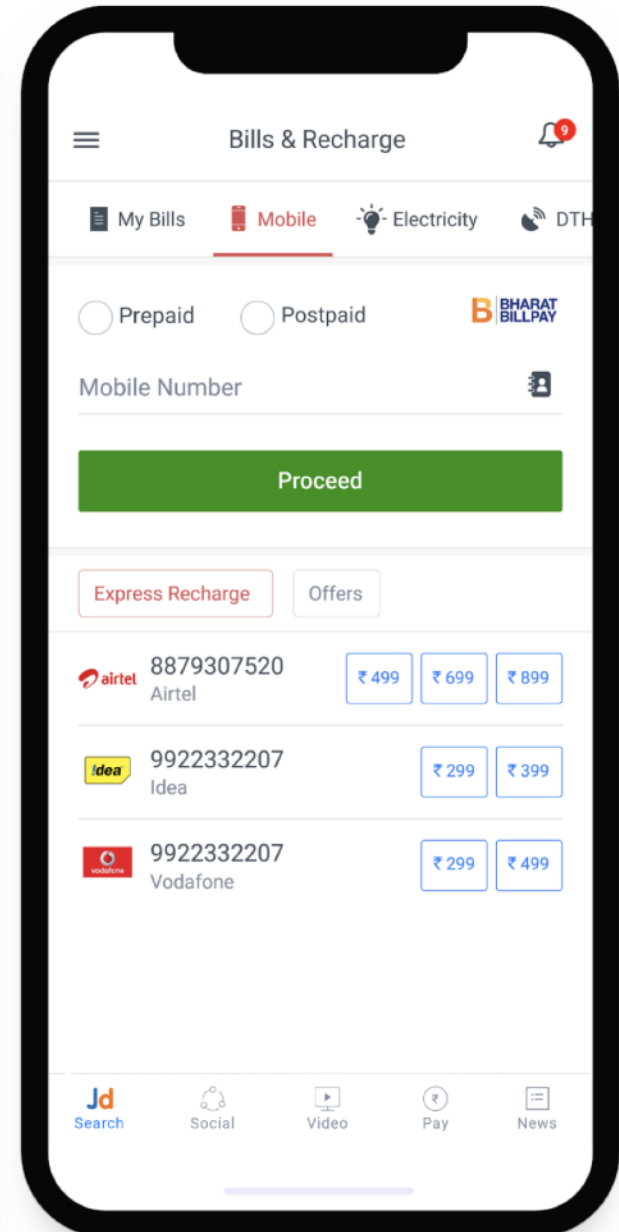 Bills & Recharge
9
My Bills Mobile Electricity DTH
Prepaid Postpaid BHARAT
BILLPAY
Mobile Number
Proceed
Express Recharge Offers
airtel 8879307520 ₹ 499 ₹ 699 ₹ 899
Airtel
!dea 9922332207 ₹ 299 ₹ 399
Idea
vodafone 9922332207 ₹ 299 ₹ 499
Vodafone
Jd
Search Social Video Pay News